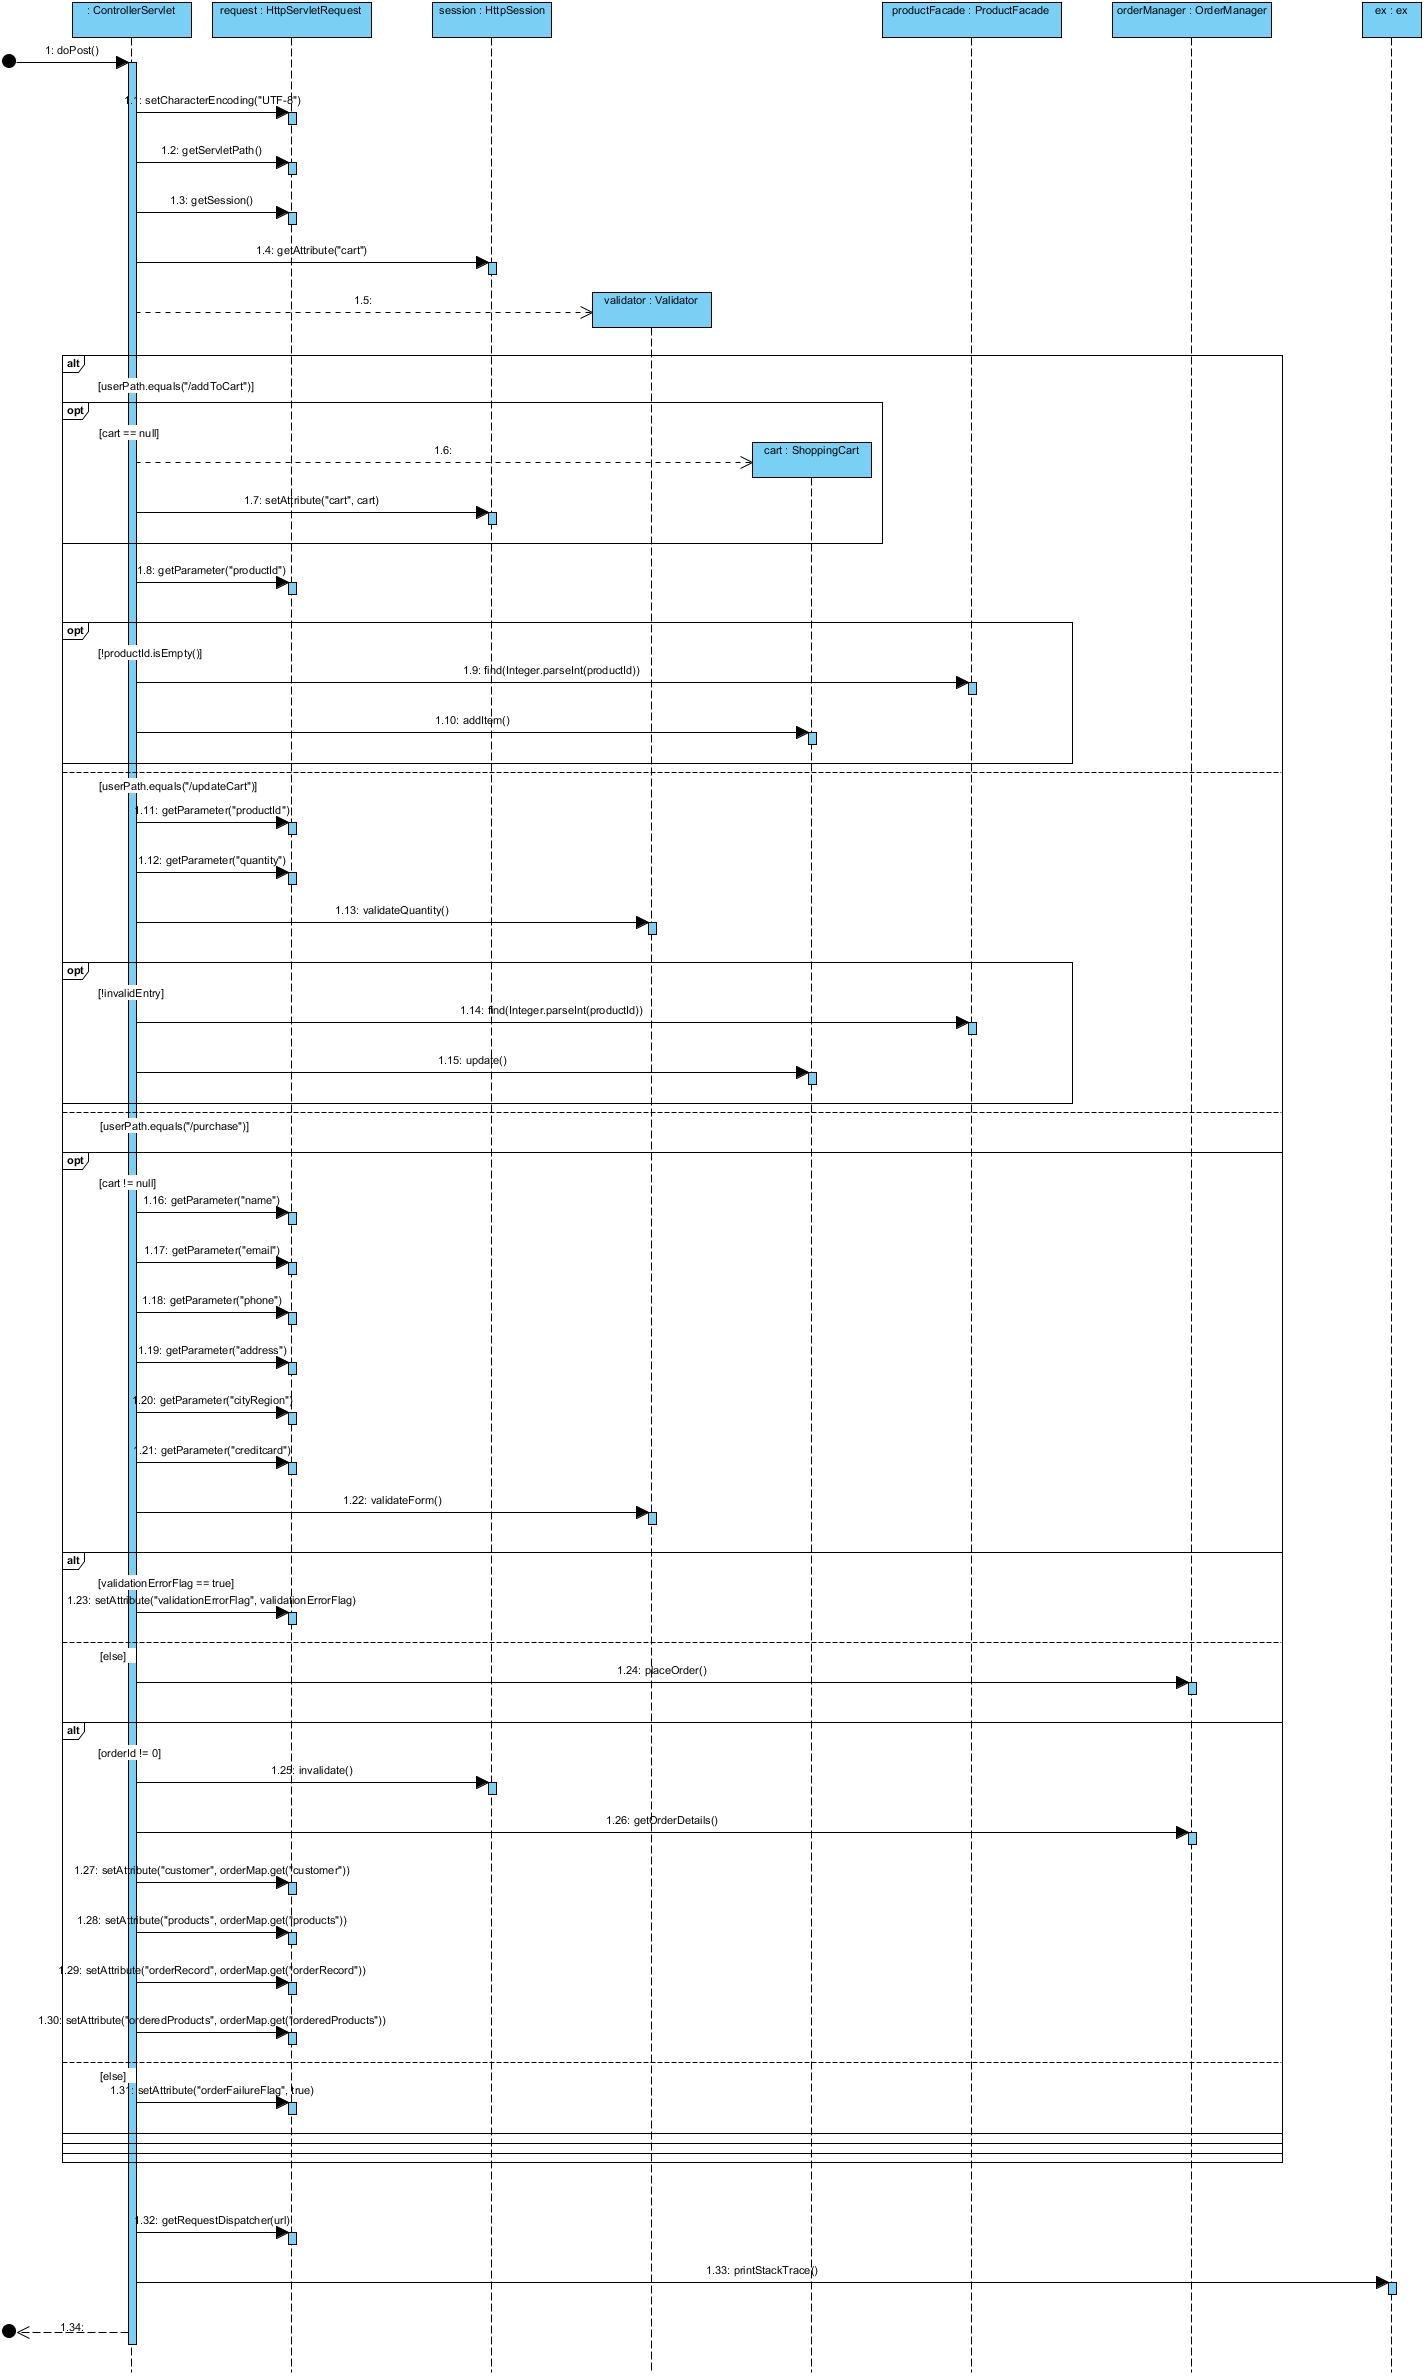 : ControllerServlet
request : HttpServletRequest
session : HttpSession
productFacade : ProductFacade
orderManager : OrderManager
ex : ex
1: doPost()
1.1: setCharacterEncoding("UTF-8")
1.2: getServletPath()
1.3: getSession()
1.4: getAttribute("cart")
1.5:
validator : Validator
alt
[userPath.equals("/addToCart")]
opt
[cart == null]
1.6:
cart : ShoppingCart
1.7: setAttribute("cart", cart)
1.8: getParameter("productId")
opt
[!productId.isEmpty()]
1.9: find(Integer.parseInt(productId))
1.10: addItem()
[userPath.equals("/updateCart")]
1.11: getParameter("productId")
1.12: getParameter("quantity")
1.13: validateQuantity()
opt
[!invalidEntry]
1.14: find(Integer.parseInt(productId))
1.15: update()
[userPath.equals("/purchase")]
opt
[cart != null]
1.16: getParameter("name")
1.17: getParameter("email")
1.18: getParameter("phone")
1.19: getParameter("address")
1.20: getParameter("cityRegion")
1.21: getParameter("creditcard")
1.22: validateForm()
alt
[validationErrorFlag == true]
1.23: setAttribute("validationErrorFlag", validationErrorFlag)
[else]
1.24: placeOrder()
alt
[orderId != 0]
1.25: invalidate()
1.26: getOrderDetails()
1.27: setAttribute("customer", orderMap.get("customer"))
1.28: setAttribute("products", orderMap.get("products"))
1.29: setAttribute("orderRecord", orderMap.get("orderRecord"))
1.30: setAttribute("orderedProducts", orderMap.get("orderedProducts"))
[else]
1.31: setAttribute("orderFailureFlag", true)
1.32: getRequestDispatcher(url)
1.33: printStackTrace()
1.34: